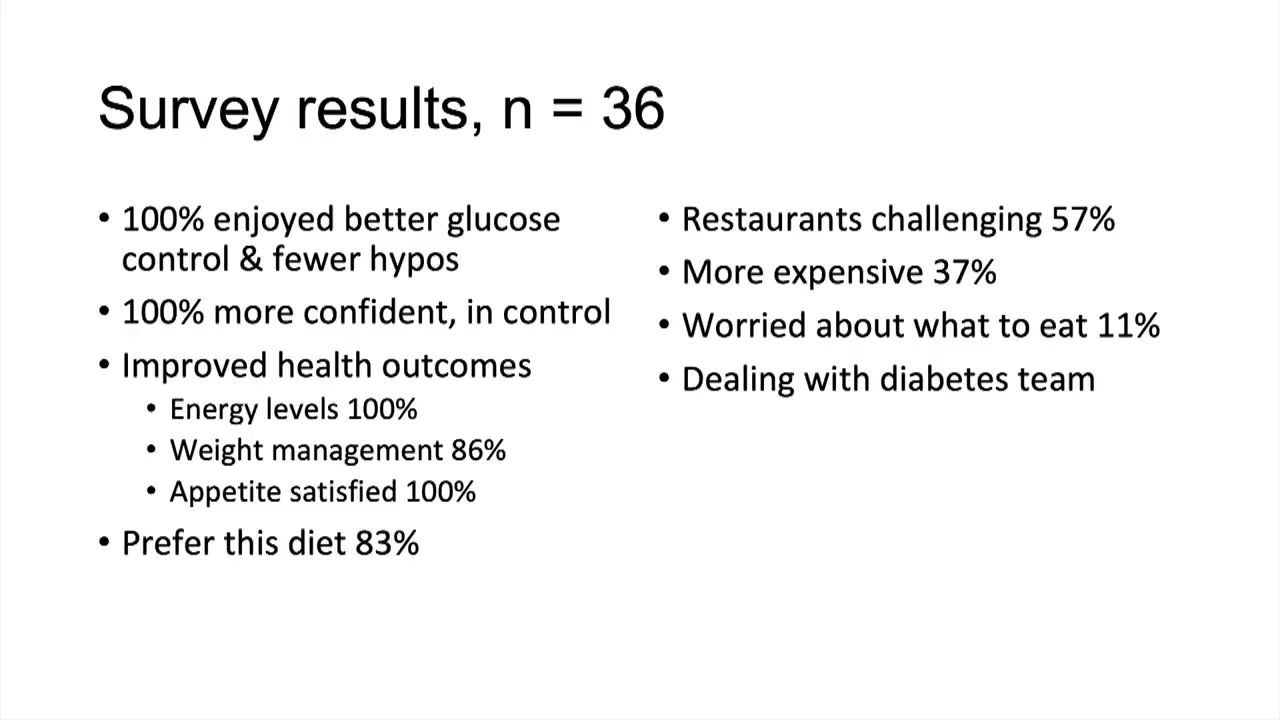 Survey results, n = 36
• 100% enjoyed better glucose
control & fewer hypos
• 100% more confident, in control
• Improved health outcomes
• Energy levels 100%
• Weight management 86%
• Appetite satisfied 100%
• Prefer this diet 83%
• Restaurants challenging 57%
• More expensive 37%
• Worried about what to eat 11%
• Dealing with diabetes team